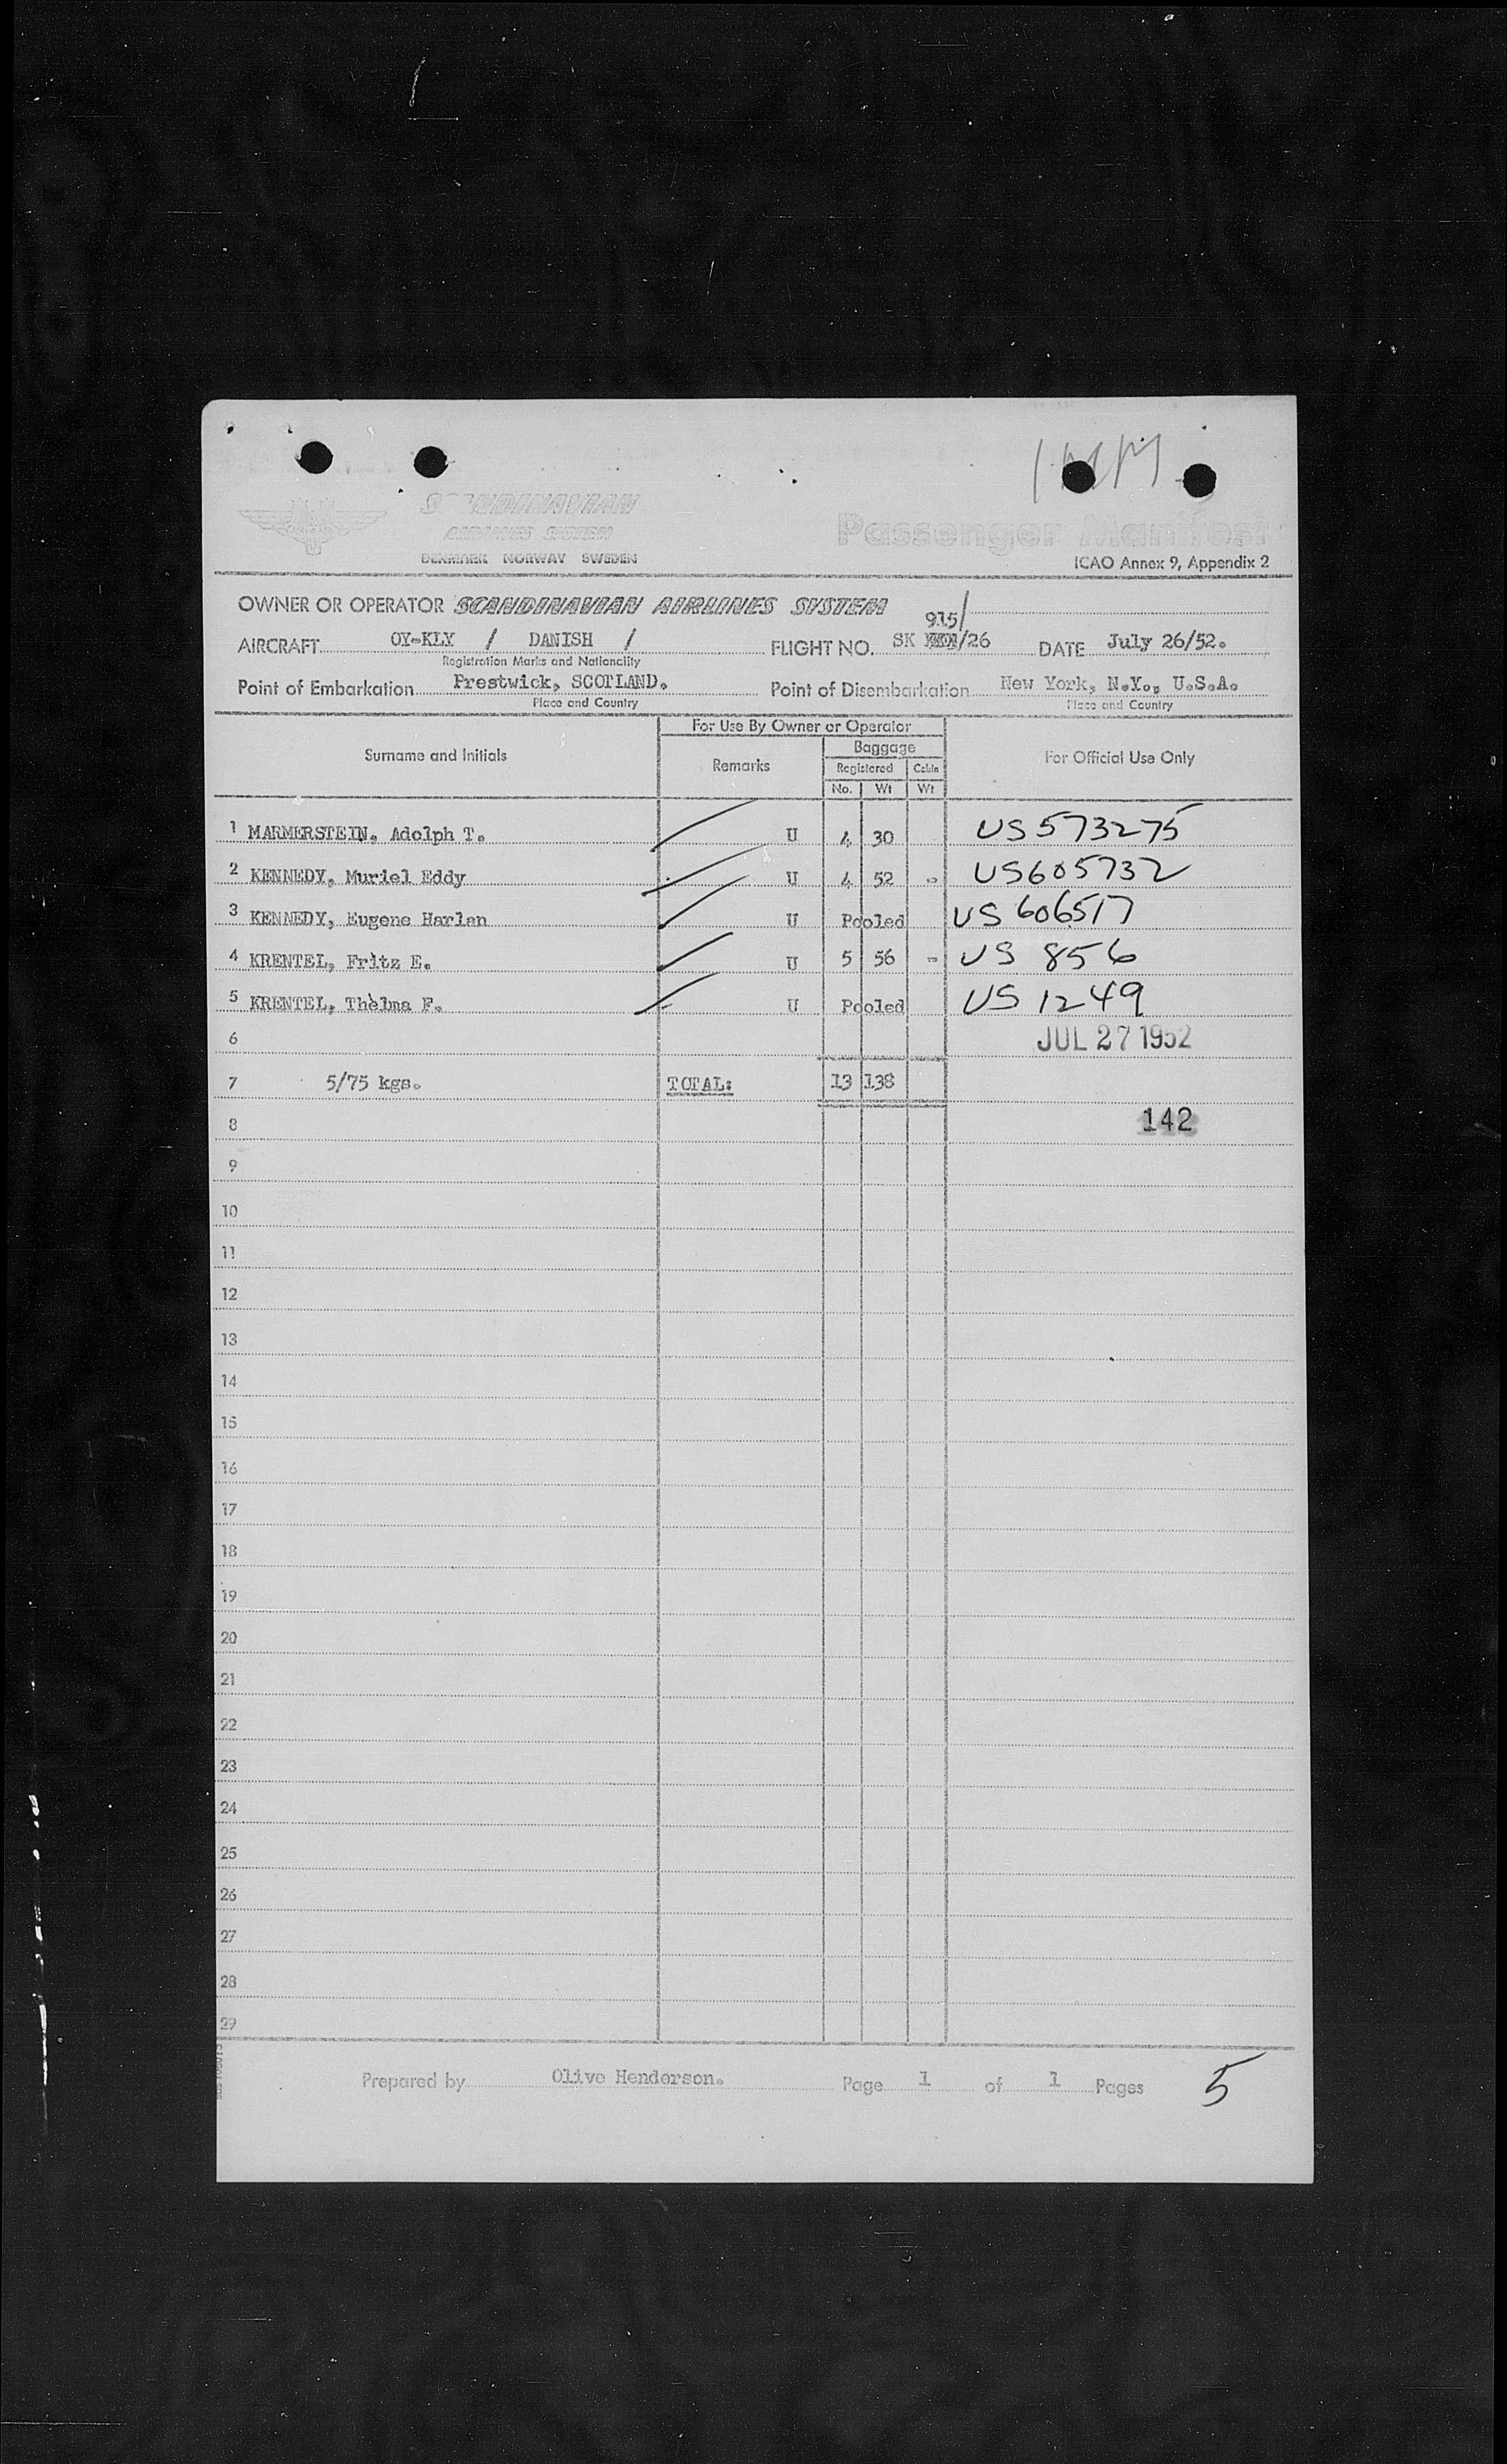 SCANDINAVIAN
AIRLINES SYSTEM
DENMARK NORWAY SWEDEN
Passenger Manifest
ICAO Annex 9, Appendix 2
OWNER OR OPERATOR SCANDINAVIAN AIRLINES SYSTEM
915/
AIRCRAFT OY-KLY / DANISH / FLIGHT NO. SK /26 DATE July 26/52.
Registration Marks and Nationality
Point of Embarkation Prestwick, SCOTLAND. Point of Disembarkation New York, N.Y., U.S.A.
Place and Country Place and Country
For Use By Owner or Operator
Surname and Initials Remarks Baggage For Official Use Only
Registered Cabin
No. Wt Wt
1 MARMERSTEIN, Adolph T. U 4 30 US 573275
2 KENNEDY, Muriel Eddy U 4 52 - US 605732
3 KENNEDY, Eugene Harlan U Pooled US 606517
4 KRENTEL, Fritz E. U 5 56 - US 856
5 KRENTEL, Thelma F. U Pooled US 1249
6 JUL 27 1952
7 5/75 kgs. TOTAL: 13 138
8 142
9
10
11
12
13
14
15
16
17
18
19
20
21
22
23
24
25
26
27
28
29
Prepared by Olive Henderson. Page 1 of 1 Pages 5